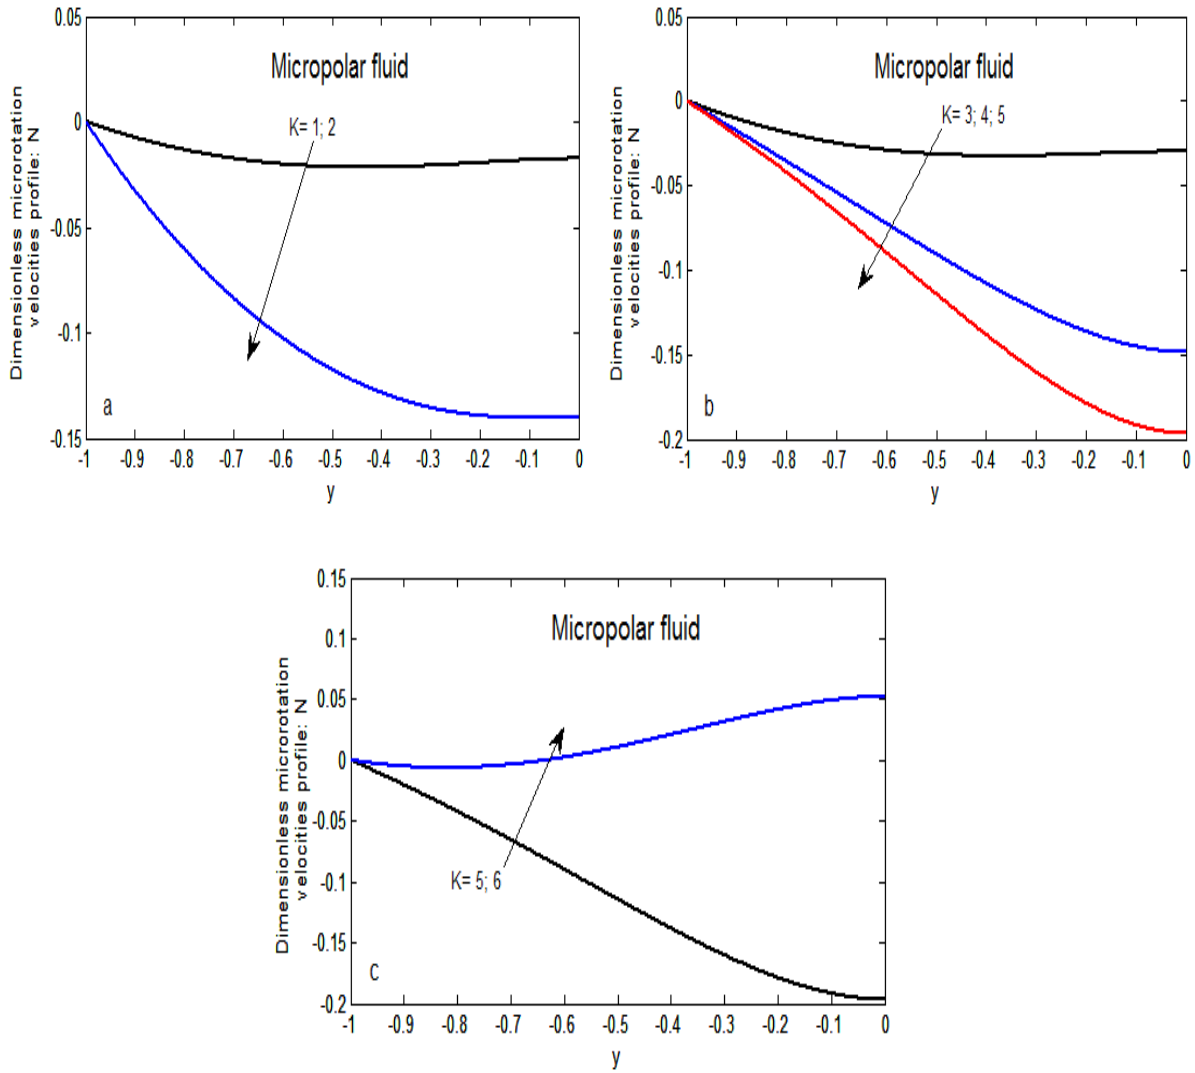 0.05
0
-0.05
-0.1
-0.15
-1 -0.9 -0.8 -0.7 -0.6 -0.5 -0.4 -0.3 -0.2 -0.1 0
y
Dimensionless microrotation
velocities profile: N
Micropolar fluid
K= 1; 2
a
0.05
0
-0.05
-0.1
-0.15
-0.2
-1 -0.9 -0.8 -0.7 -0.6 -0.5 -0.4 -0.3 -0.2 -0.1 0
y
Dimensionless microrotation
velocities profile: N
Micropolar fluid
K= 3; 4; 5
b
0.15
0.1
0.05
0
-0.05
-0.1
-0.15
-0.2
-1 -0.9 -0.8 -0.7 -0.6 -0.5 -0.4 -0.3 -0.2 -0.1 0
y
Dimensionless microrotation
velocities profile: N
Micropolar fluid
K= 5; 6
c